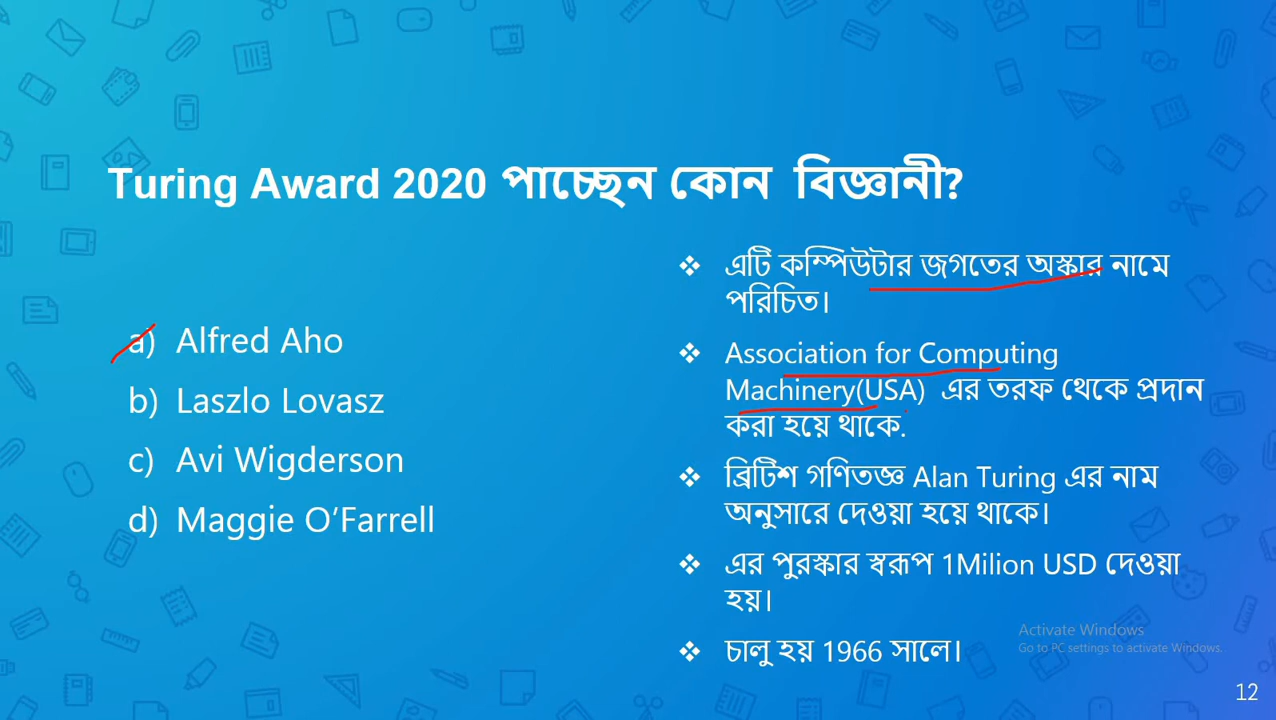 Turing Award 2020 পাচ্ছেন কোন বিজ্ঞানী?
a) Alfred Aho
b) Laszlo Lovasz
c) Avi Wigderson
d) Maggie O’Farrell
❖ এটি কম্পিউটার জগতের অস্কার নামে
পরিচিত।
❖ Association for Computing
Machinery(USA) এর তরফ থেকে প্রদান
করা হয়ে থাকে.
❖ ব্রিটিশ গণিতজ্ঞ Alan Turing এর নাম
অনুসারে দেওয়া হয়ে থাকে।
❖ এর পুরস্কার স্বরূপ 1Milion USD দেওয়া
হয়।
❖ চালু হয় 1966 সালে।
Activate Windows
Go to PC settings to activate Windows.
12